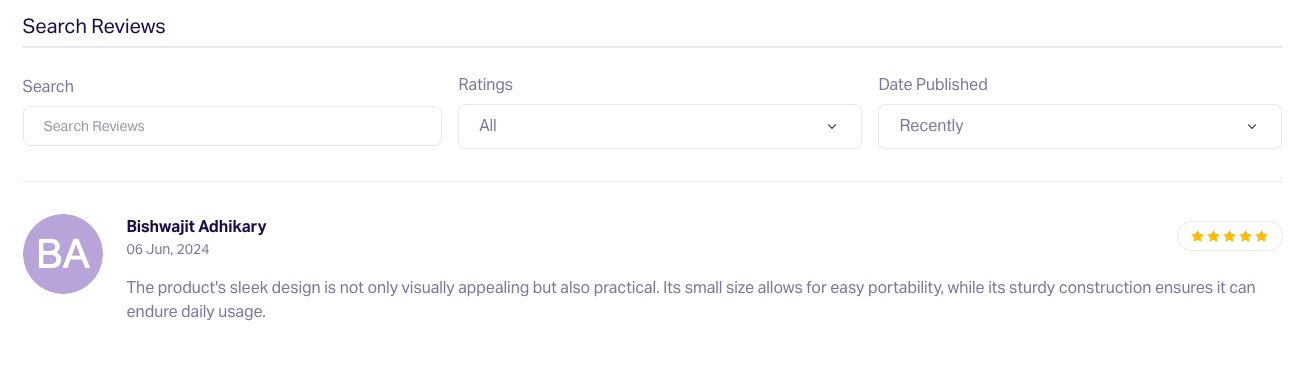 Search Reviews
Search
Ratings
Date Published
Search Reviews
All
Recently
BA
Bishwajit Adhikary
06 Jun, 2024
The product's sleek design is not only visually appealing but also practical. Its small size allows for easy portability, while its sturdy construction ensures it can
endure daily usage.